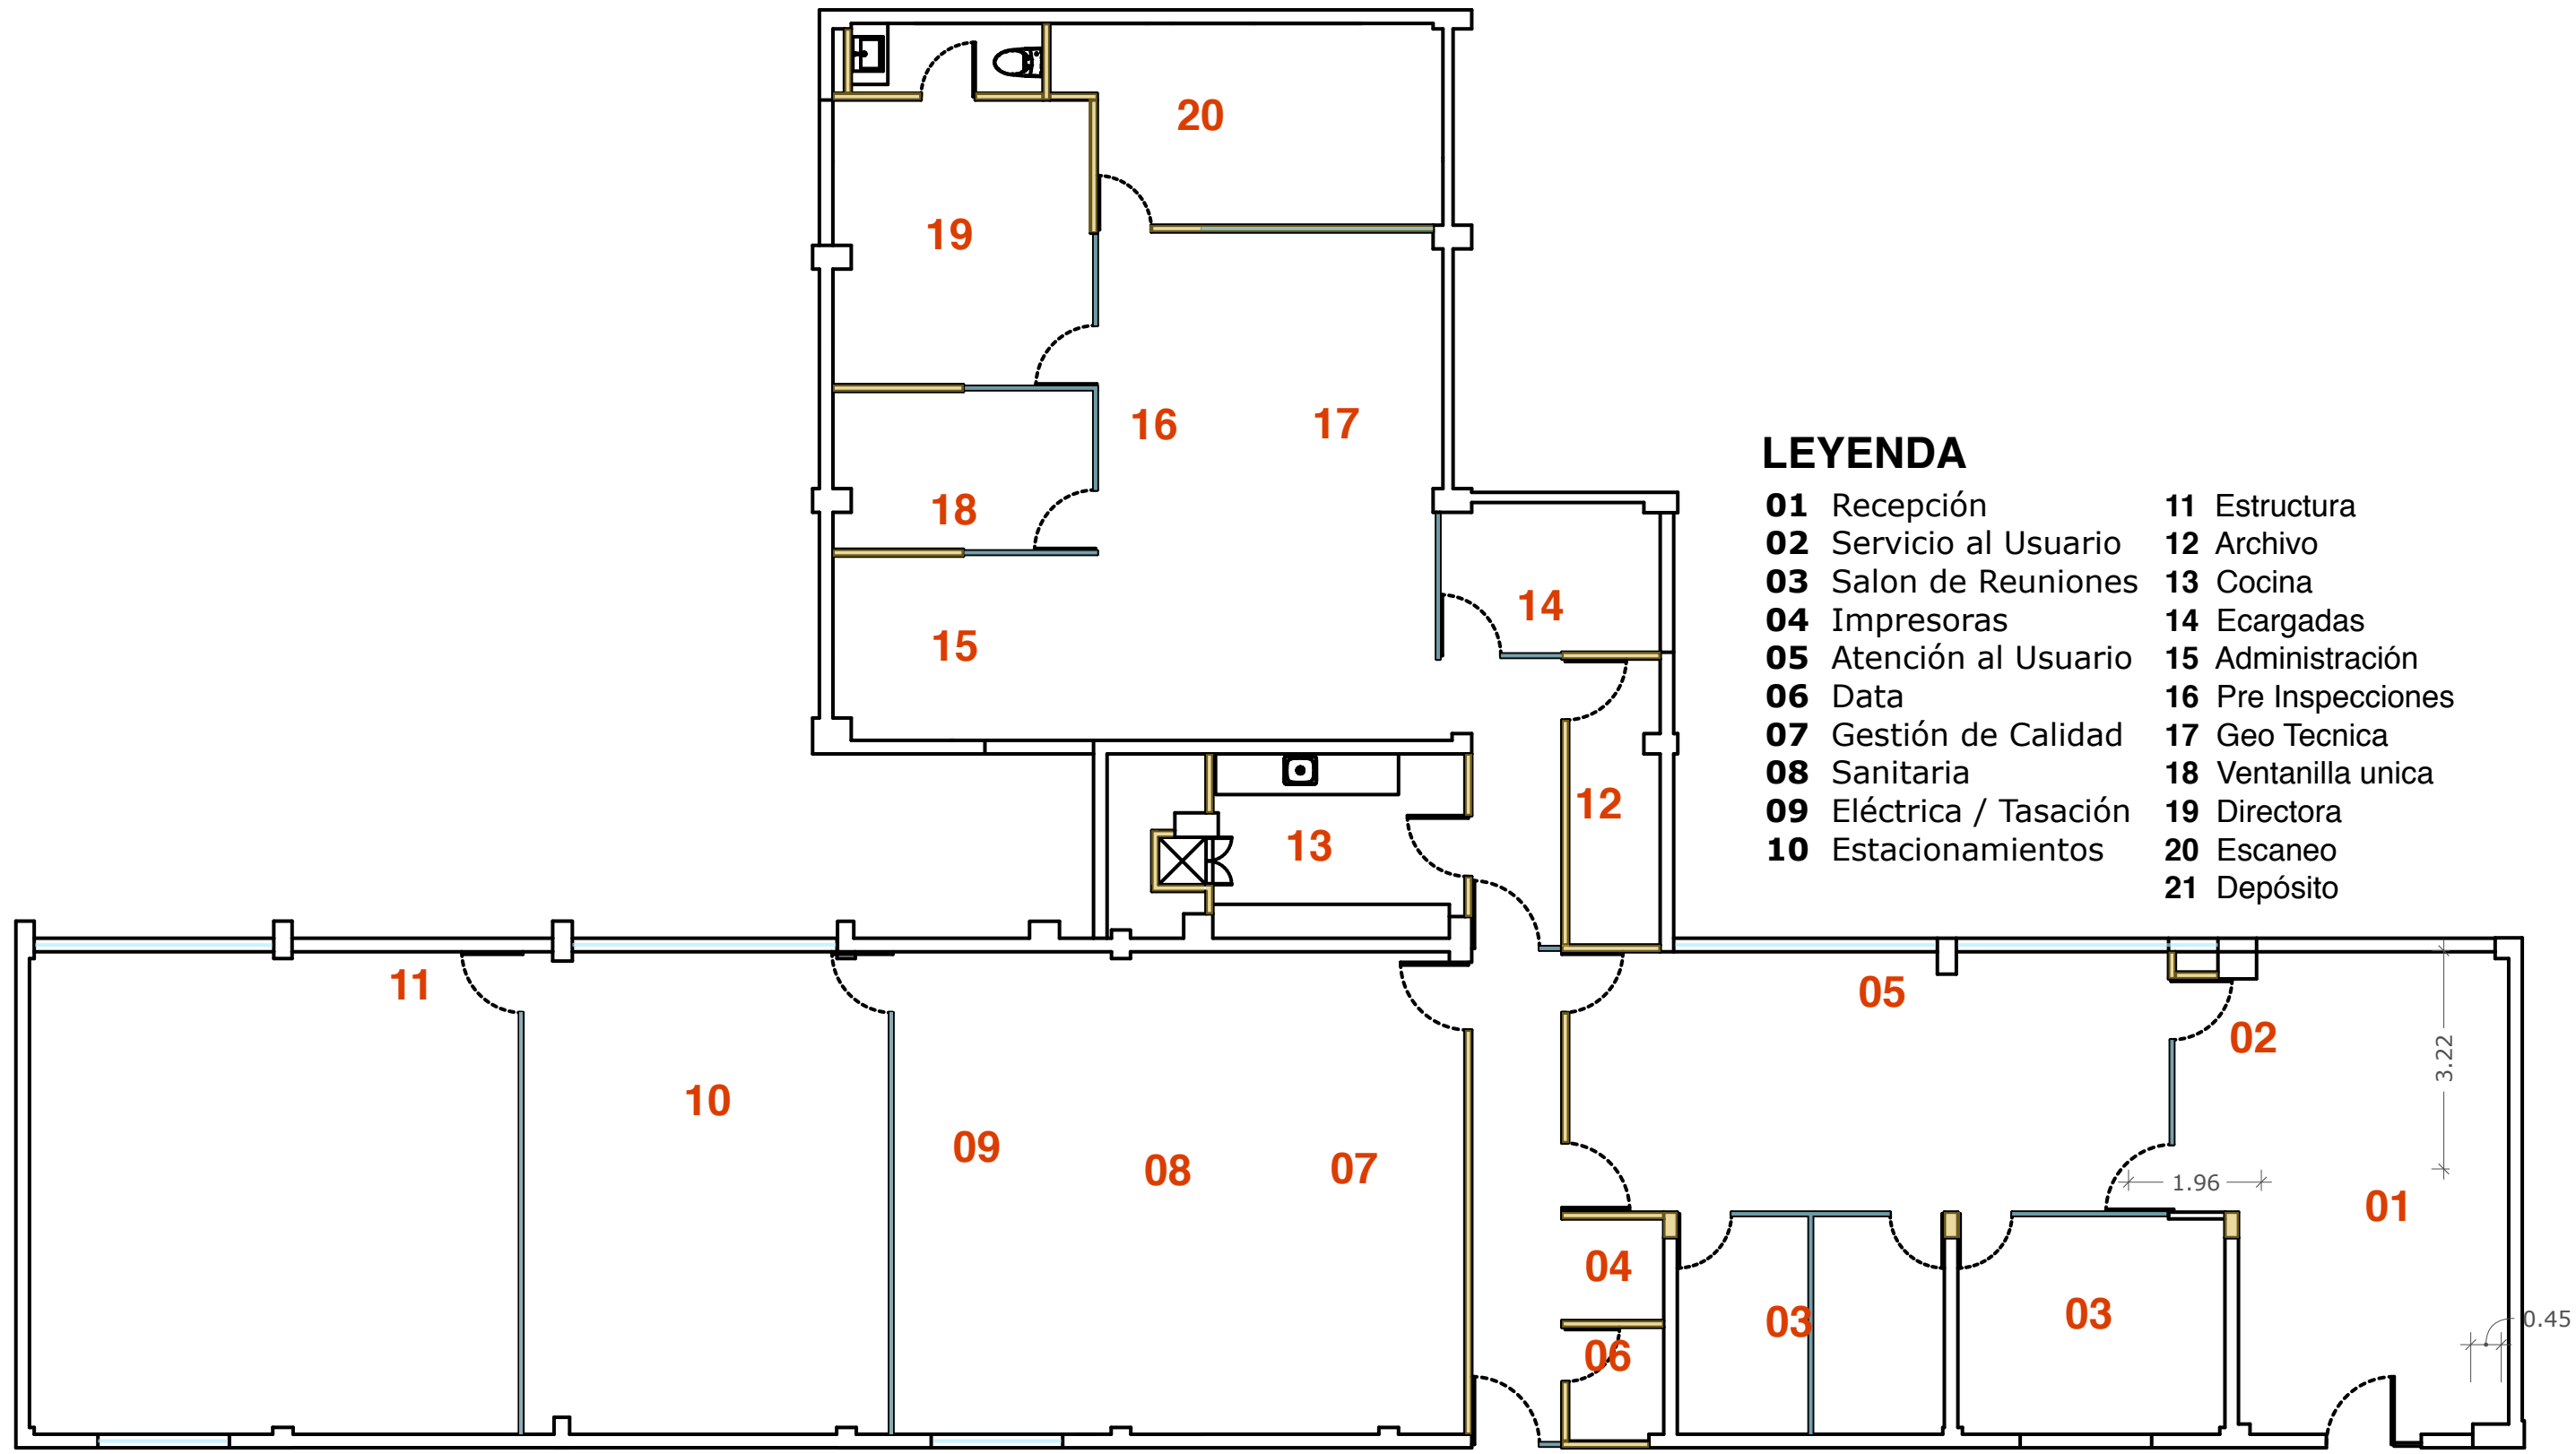 20
19
16 17
18
14
15
12
13
LEYENDA
01 Recepción
02 Servicio al Usuario
03 Salon de Reuniones
04 Impresoras
05 Atención al Usuario
06 Data
07 Gestión de Calidad
08 Sanitaria
09 Eléctrica / Tasación
10 Estacionamientos
11 Estructura
12 Archivo
13 Cocina
14 Ecargadas
15 Administración
16 Pre Inspecciones
17 Geo Tecnica
18 Ventanilla unica
19 Directora
20 Escaneo
21 Depósito
11
05
02
3.22
10
09
08
07
1.96
01
04
03
03
0.45
06